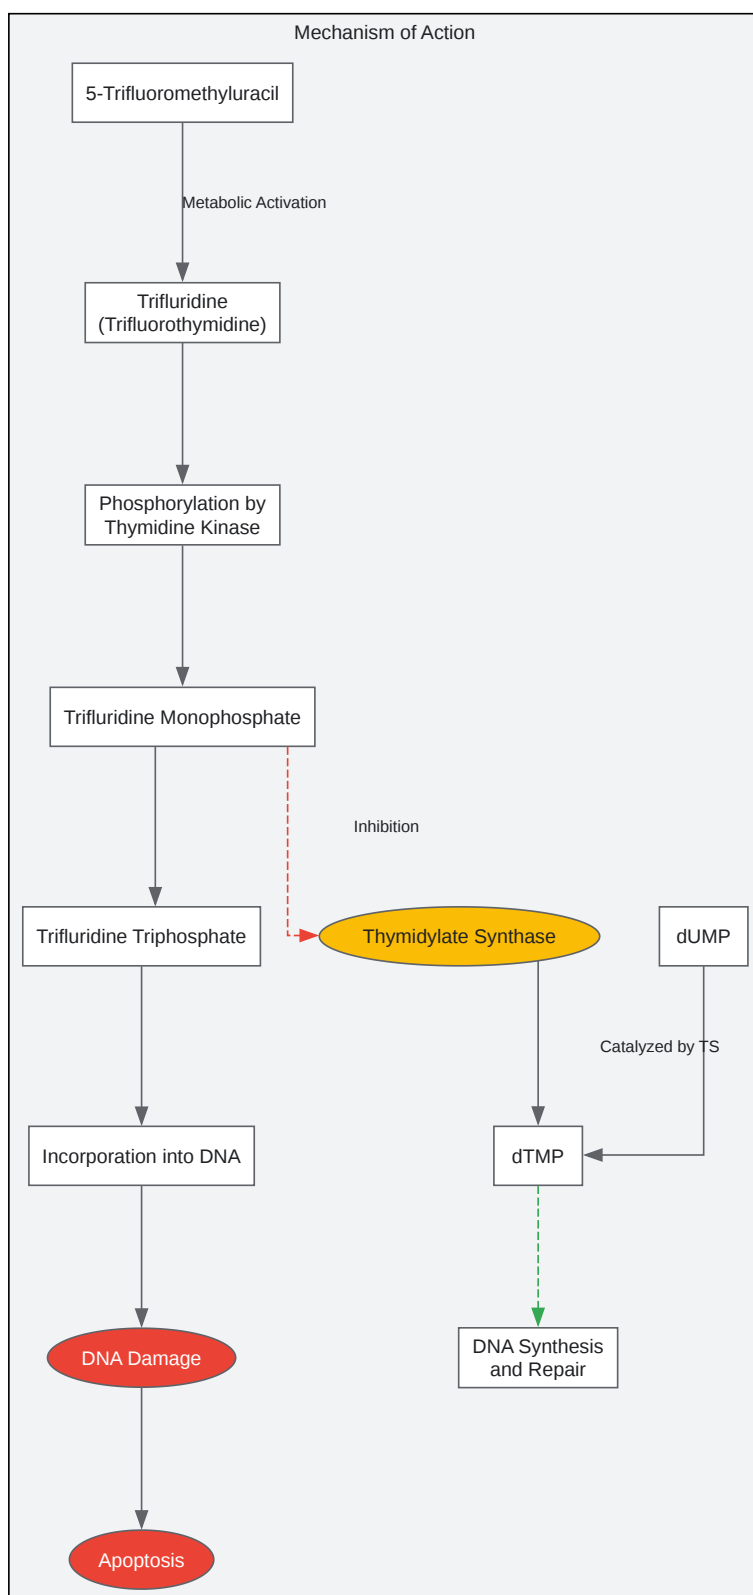 Mechanism of Action
5-Trifluoromethyluracil
Metabolic Activation
Trifluridine
(Trifluorothymidine)
Phosphorylation by
Thymidine Kinase
Trifluridine Monophosphate
Inhibition
Trifluridine Triphosphate
Thymidylate Synthase
dUMP
Catalyzed by TS
Incorporation into DNA
dTMP
DNA Damage
DNA Synthesis
and Repair
Apoptosis